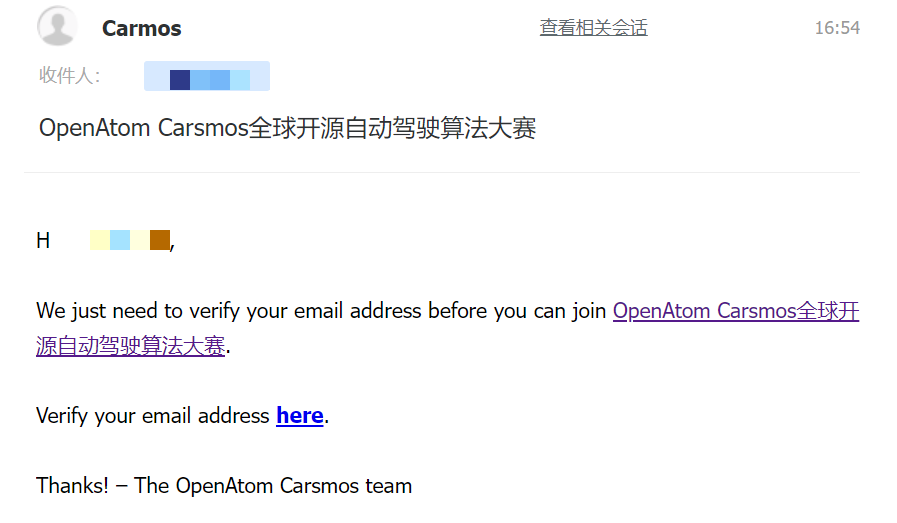 Carmos
查看相关会话
16:54
收件人：
OpenAtom Carsmos全球开源自动驾驶算法大赛
H ,
We just need to verify your email address before you can join OpenAtom Carsmos全球开
源自动驾驶算法大赛.
Verify your email address here.
Thanks! – The OpenAtom Carsmos team